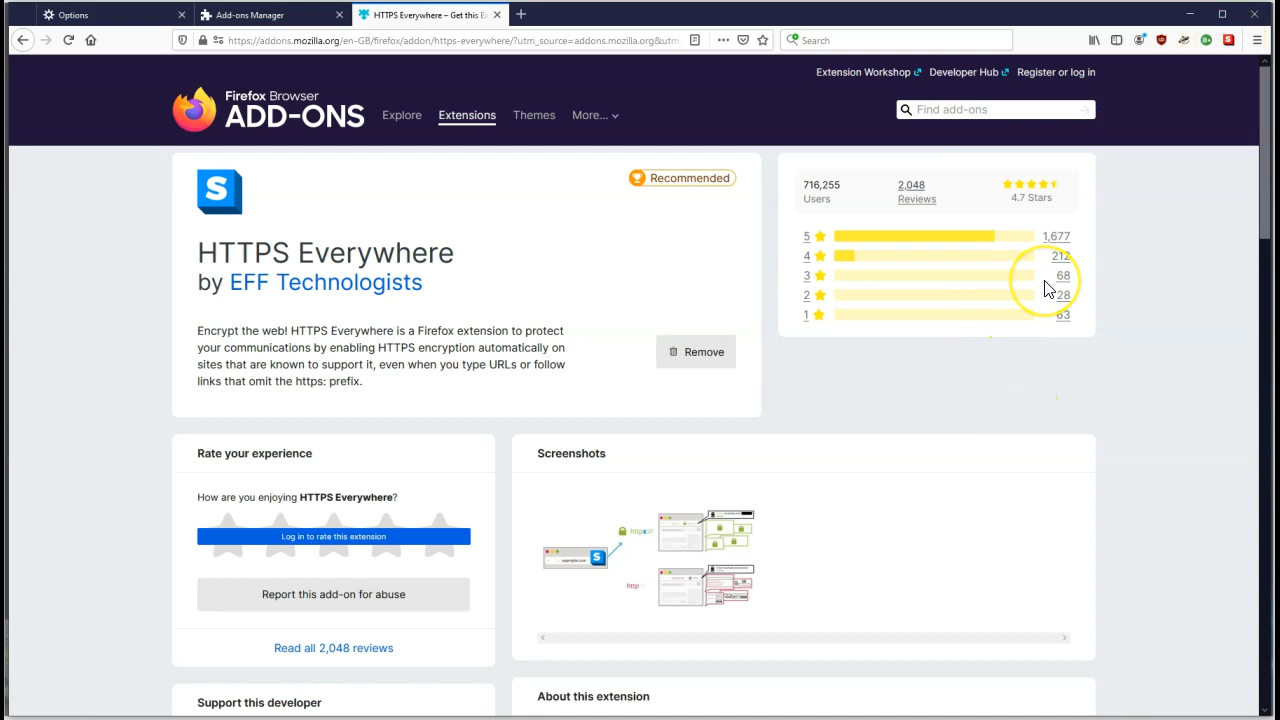 Options
Add-ons Manager
HTTPS Everywhere – Get this Ex
https://addons.mozilla.org/en-GB/firefox/addon/https-everywhere/?utm_source=addons.mozilla.org&utm_
Search
Extension Workshop
Developer Hub
Register or log in
Firefox Browser
ADD-ONS
Explore
Extensions
Themes
More...
Find add-ons
S
Recommended
HTTPS Everywhere
by EFF Technologists
Encrypt the web! HTTPS Everywhere is a Firefox extension to protect
your communications by enabling HTTPS encryption automatically on
sites that are known to support it, even when you type URLs or follow
links that omit the https: prefix.
Remove
716,255
Users
2,048
Reviews
4.7 Stars
5 1,677
4 212
3 68
2 28
1 63
Rate your experience
How are you enjoying HTTPS Everywhere?
Log in to rate this extension
Report this add-on for abuse
Read all 2,048 reviews
Screenshots
https://
example.com
S
http
Support this developer
About this extension